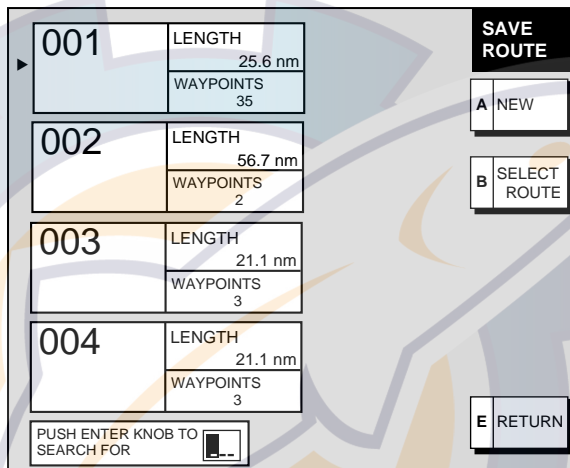 001
LENGTH
25.6 nm
WAYPOINTS
35
002
LENGTH
56.7 nm
WAYPOINTS
2
003
LENGTH
21.1 nm
WAYPOINTS
3
004
LENGTH
21.1 nm
WAYPOINTS
3
PUSH ENTER KNOB TO
SEARCH FOR
_ _
SAVE
ROUTE
A NEW
B SELECT
ROUTE
E RETURN